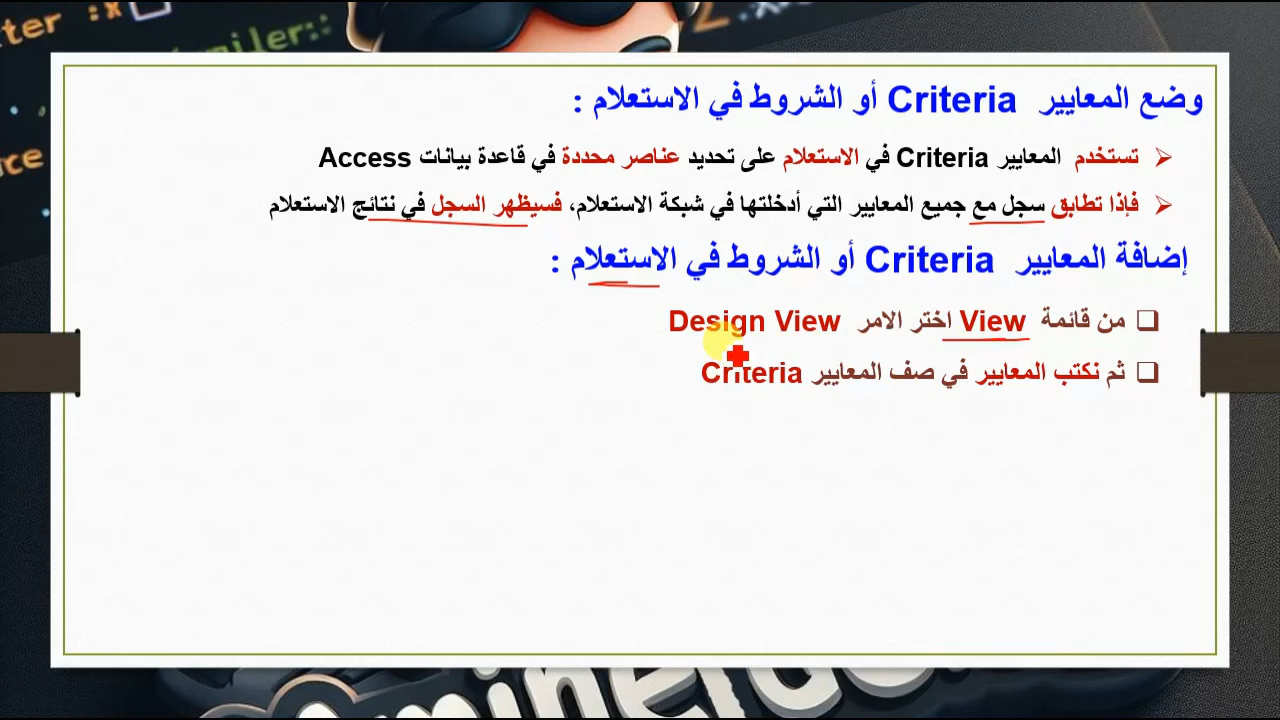 ter :x
miler::
وضع المعايير Criteria أو الشروط في الاستعلام :
تستخدم المعايير Criteria في الاستعلام على تحديد عناصر محددة في قاعدة بيانات Access
فإذا تطابق سجل مع جميع المعايير التي أدخلتها في شبكة الاستعلام، فسيظهر السجل في نتائج الاستعلام
إضافة المعايير Criteria أو الشروط في الاستعلام :
من قائمة View اختر الامر Design View
ثم نكتب المعايير في صف المعايير Criteria